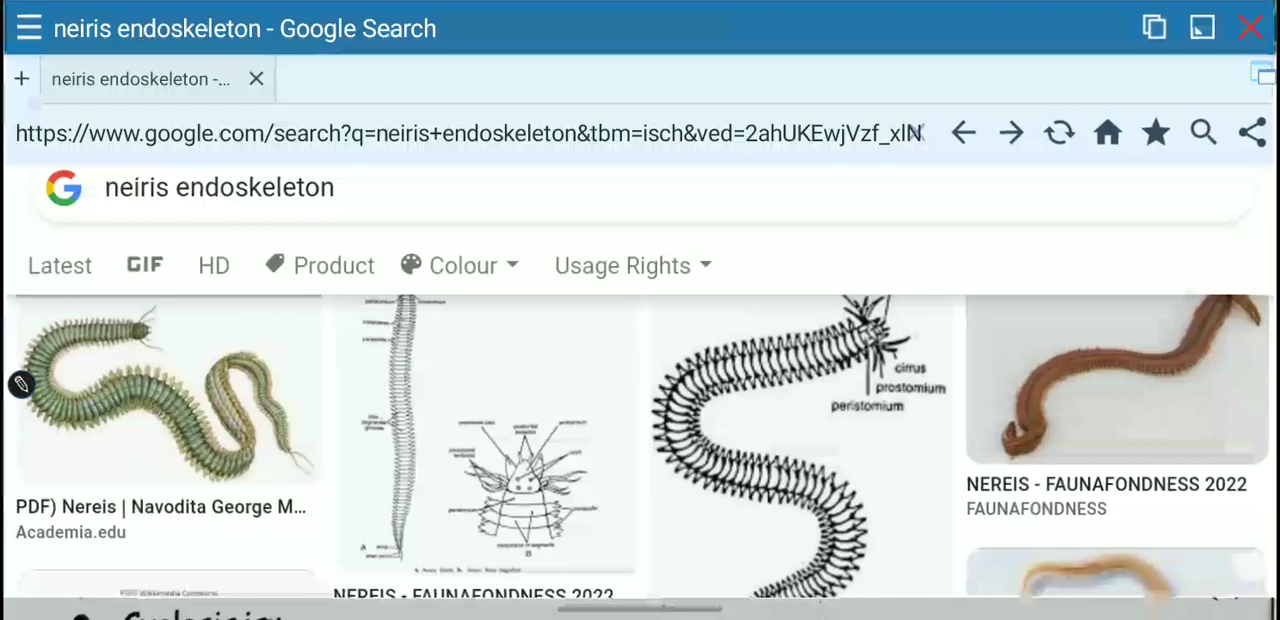 neiris endoskeleton - Google Search
neiris endoskeleton -...
https://www.google.com/search?q=neiris+endoskeleton&tbm=isch&ved=2ahUKEwjVzf_xlN
neiris endoskeleton
Latest GIF HD Product Colour Usage Rights
cirrus
prostomium
peristomium
PDF) Nereis | Navodita George M...
Academia.edu
NEREIS - FAUNAFONDNESS 2022
NEREIS - FAUNAFONDNESS 2022
FAUNAFONDNESS
Wikimedia Commons